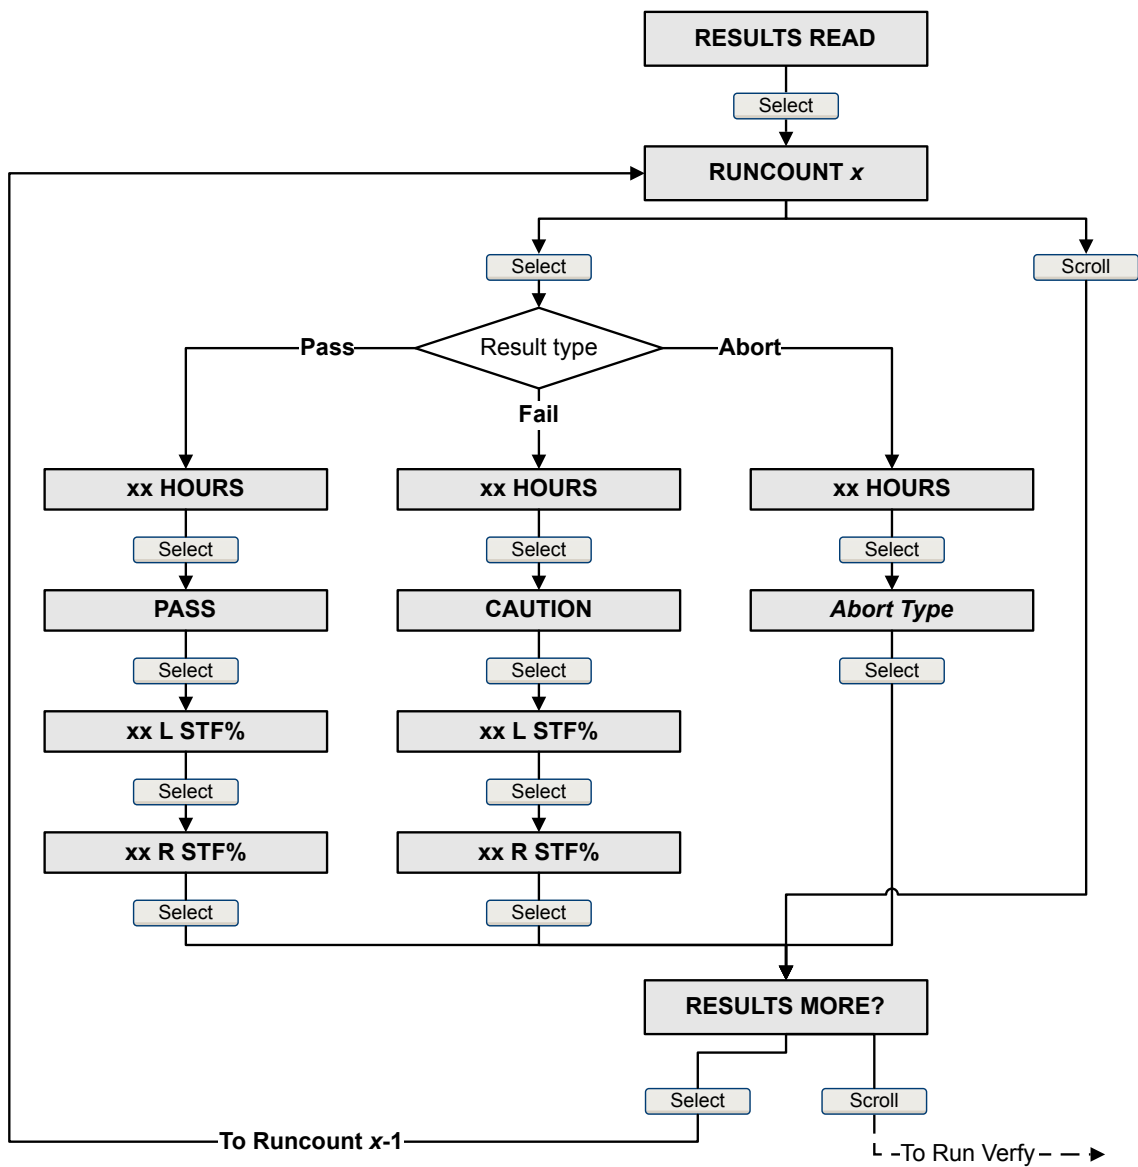 RESULTS READ
Select
RUNCOUNT x
Select
Scroll
Pass
Result type
Abort
Fail
xx HOURS
xx HOURS
xx HOURS
Select
Select
Select
PASS
CAUTION
Abort Type
Select
Select
Select
xx L STF%
xx L STF%
Select
Select
xx R STF%
xx R STF%
Select
Select
RESULTS MORE?
Select
Scroll
To Runcount x-1
To Run Verfy